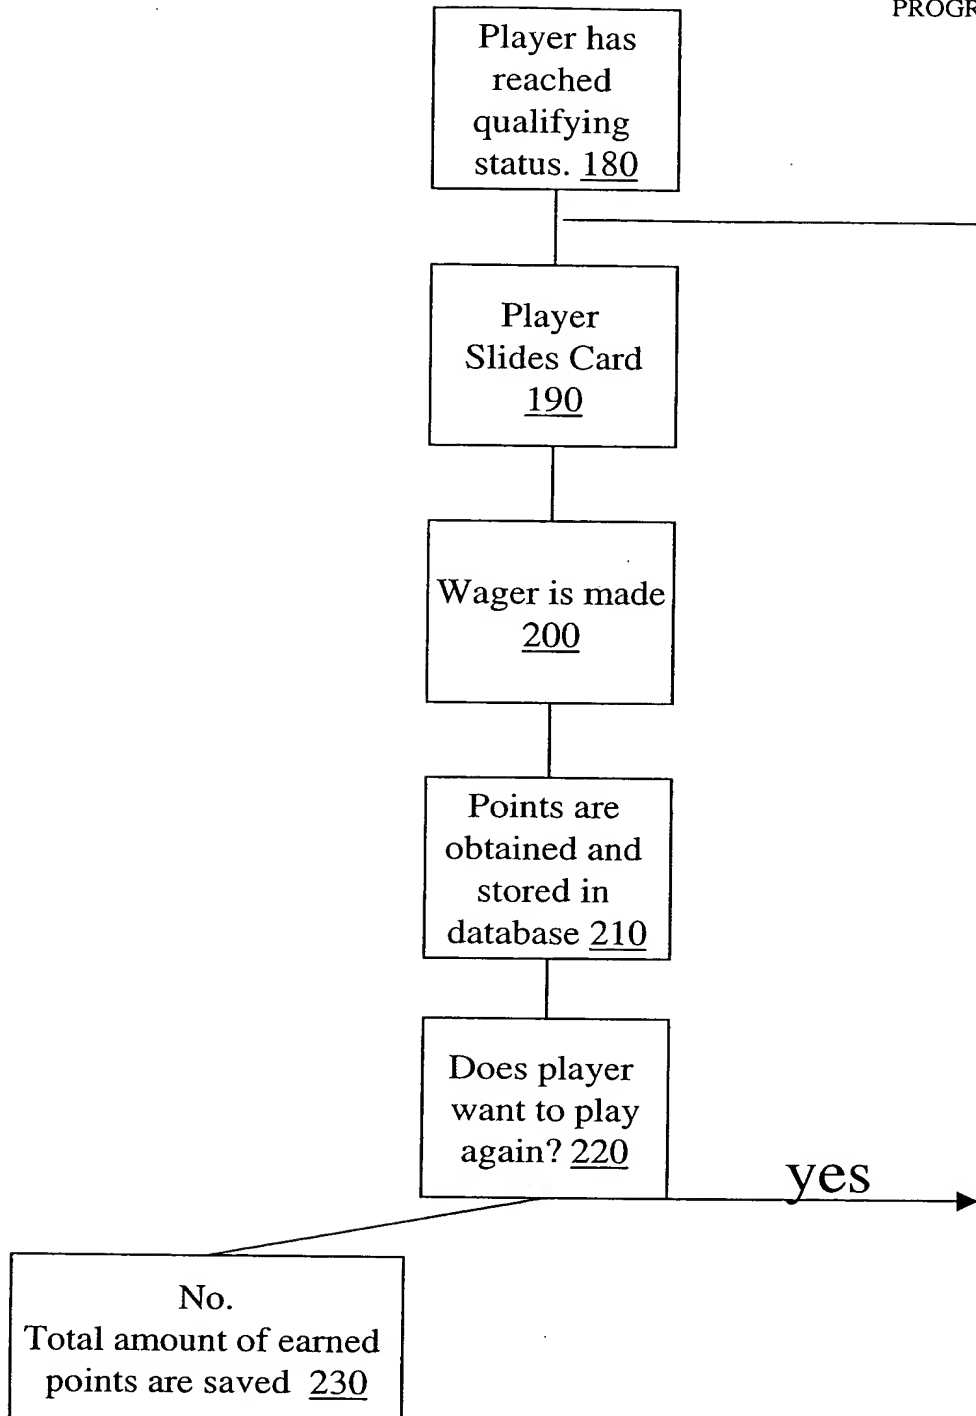 PROGR
Player has
reached
qualifying
status. 180
Player
Slides Card
190
Wager is made
200
Points are
obtained and
stored in
database 210
Does player
want to play
again? 220
yes
No.
Total amount of earned
points are saved 230